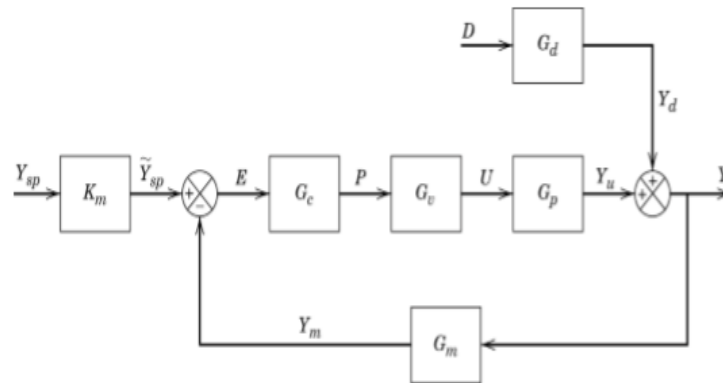 D
G_d
Y_d
Y_sp
K_m
Ỹ_sp
+
−
E
G_c
P
G_v
U
G_p
Y_u
+
+
Y
Y_m
G_m